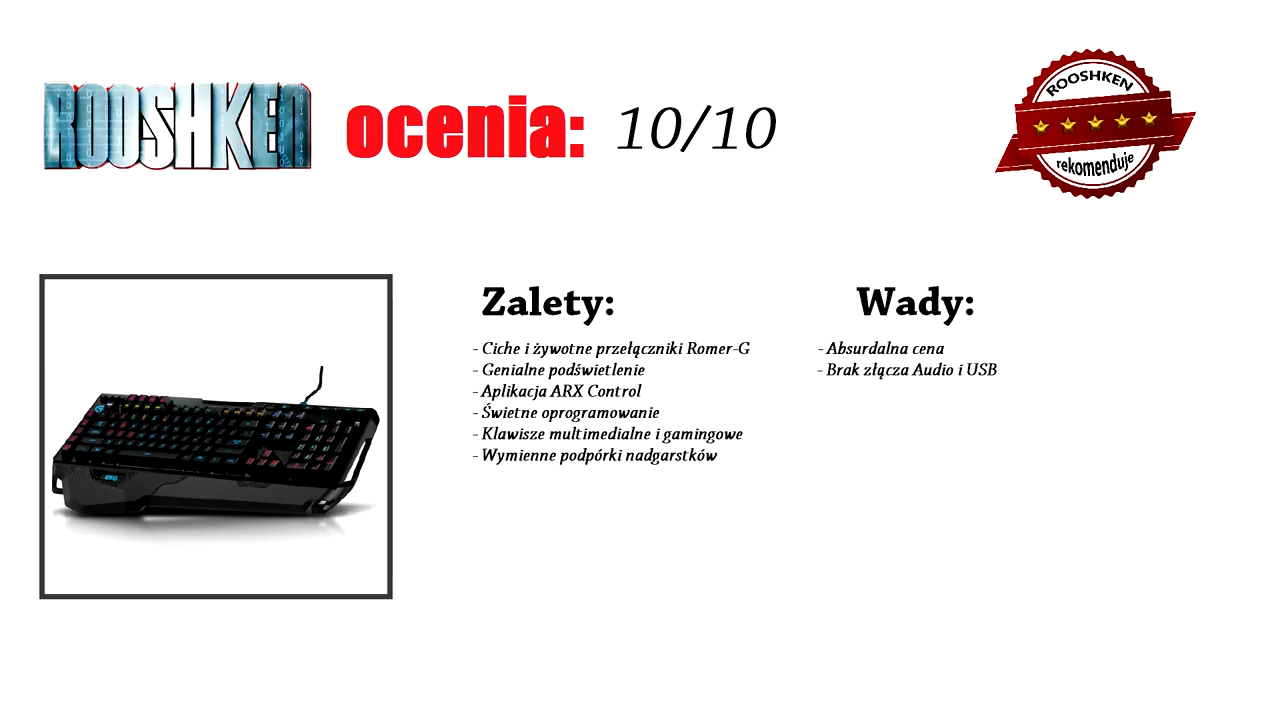 ROOSHKEN ocenia: 10/10
ROOSHKEN
rekomenduje
Zalety:
- Ciche i żywotne przełączniki Romer-G
- Genialne podświetlenie
- Aplikacja ARX Control
- Świetne oprogramowanie
- Klawisze multimedialne i gamingowe
- Wymienne podpórki nadgarstków
Wady:
- Absurdalna cena
- Brak złącza Audio i USB